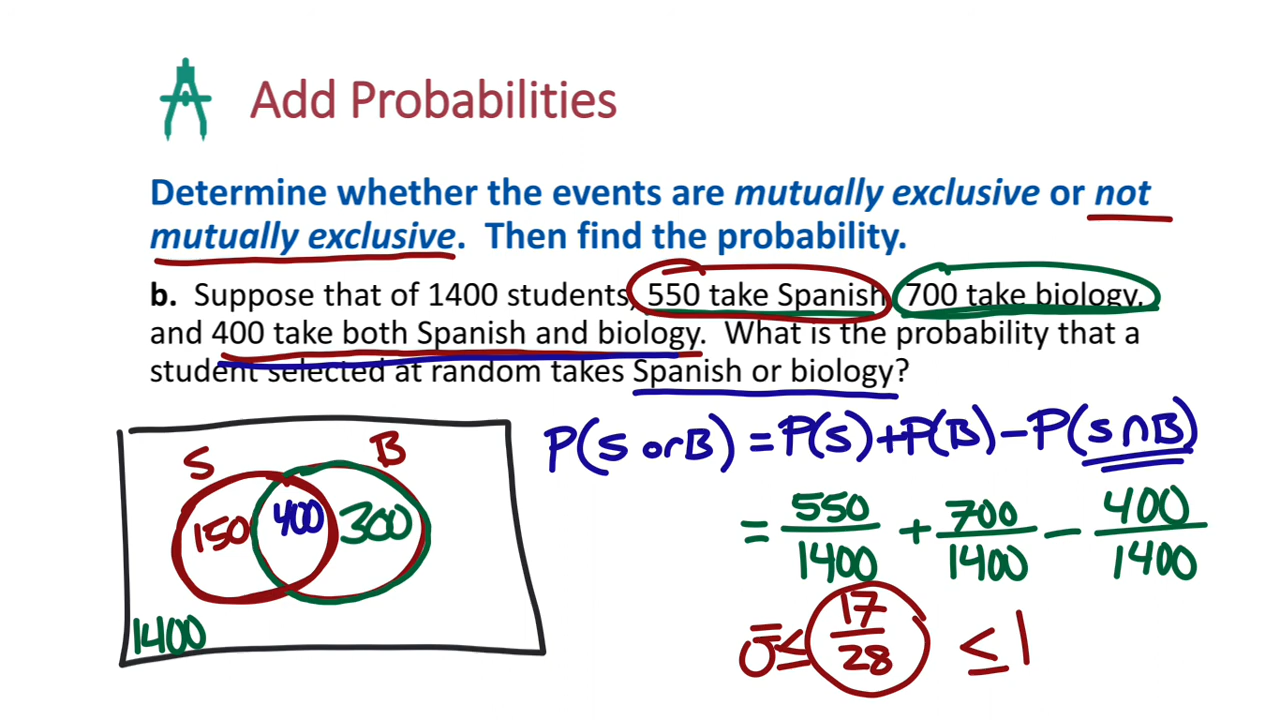 Add Probabilities
Determine whether the events are mutually exclusive or not
mutually exclusive. Then find the probability.
b. Suppose that of 1400 students, 550 take Spanish, 700 take biology,
and 400 take both Spanish and biology. What is the probability that a
student selected at random takes Spanish or biology?
S B
150 400 300
1400
P(S or B) = P(S) + P(B) - P(S ∩ B)
= 550/1400 + 700/1400 - 400/1400
0 ≤ 17/28 ≤ 1